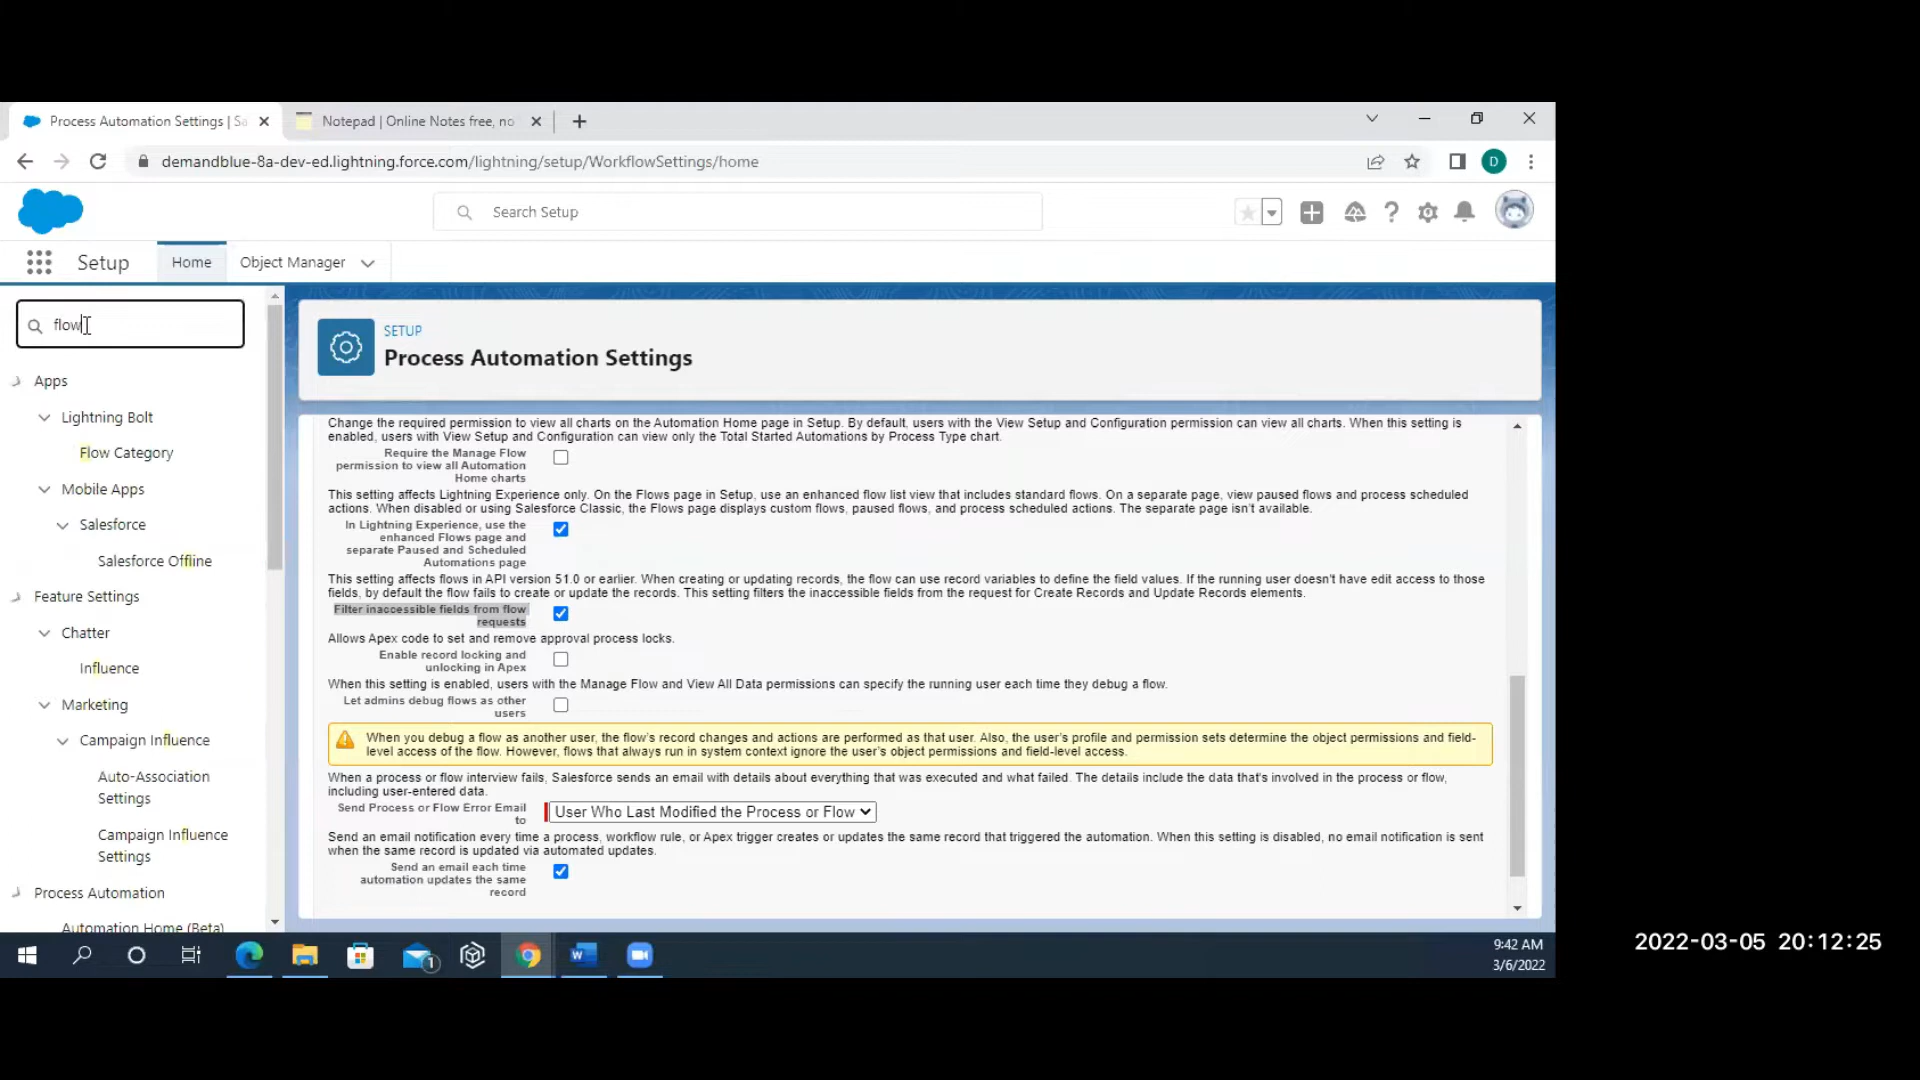 Process Automation Settings | Sa
Notepad | Online Notes free, no
demandblue-8a-dev-ed.lightning.force.com/lightning/setup/WorkflowSettings/home
D
Search Setup
Setup
Home
Object Manager
flow
Apps
Lightning Bolt
Flow Category
Mobile Apps
Salesforce
Salesforce Offline
Feature Settings
Chatter
Influence
Marketing
Campaign Influence
Auto-Association
Settings
Campaign Influence
Settings
Process Automation
Automation Home (Beta)
SETUP
Process Automation Settings
Change the required permission to view all charts on the Automation Home page in Setup. By default, users with the View Setup and Configuration permission can view all charts. When this setting is
enabled, users with View Setup and Configuration can view only the Total Started Automations by Process Type chart.
Require the Manage Flow
permission to view all Automation
Home charts
This setting affects Lightning Experience only. On the Flows page in Setup, use an enhanced flow list view that includes standard flows. On a separate page, view paused flows and process scheduled
actions. When disabled or using Salesforce Classic, the Flows page displays custom flows, paused flows, and process scheduled actions. The separate page isn't available.
In Lightning Experience, use the
enhanced Flows page and
separate Paused and Scheduled
Automations page
This setting affects flows in API version 51.0 or earlier. When creating or updating records, the flow can use record variables to define the field values. If the running user doesn't have edit access to those
fields, by default the flow fails to create or update the records. This setting filters the inaccessible fields from the request for Create Records and Update Records elements.
Filter inaccessible fields from flow
requests
Allows Apex code to set and remove approval process locks.
Enable record locking and
unlocking in Apex
When this setting is enabled, users with the Manage Flow and View All Data permissions can specify the running user each time they debug a flow.
Let admins debug flows as other
users
When you debug a flow as another user, the flow's record changes and actions are performed as that user. Also, the user's profile and permission sets determine the object permissions and field-
level access of the flow. However, flows that always run in system context ignore the user's object permissions and field-level access.
When a process or flow interview fails, Salesforce sends an email with details about everything that was executed and what failed. The details include the data that's involved in the process or flow,
including user-entered data.
Send Process or Flow Error Email
to
User Who Last Modified the Process or Flow
Send an email notification every time a process, workflow rule, or Apex trigger creates or updates the same record that triggered the automation. When this setting is disabled, no email notification is sent
when the same record is updated via automated updates.
Send an email each time
automation updates the same
record
1
9:42 AM
3/6/2022
2022-03-05 20:12:25